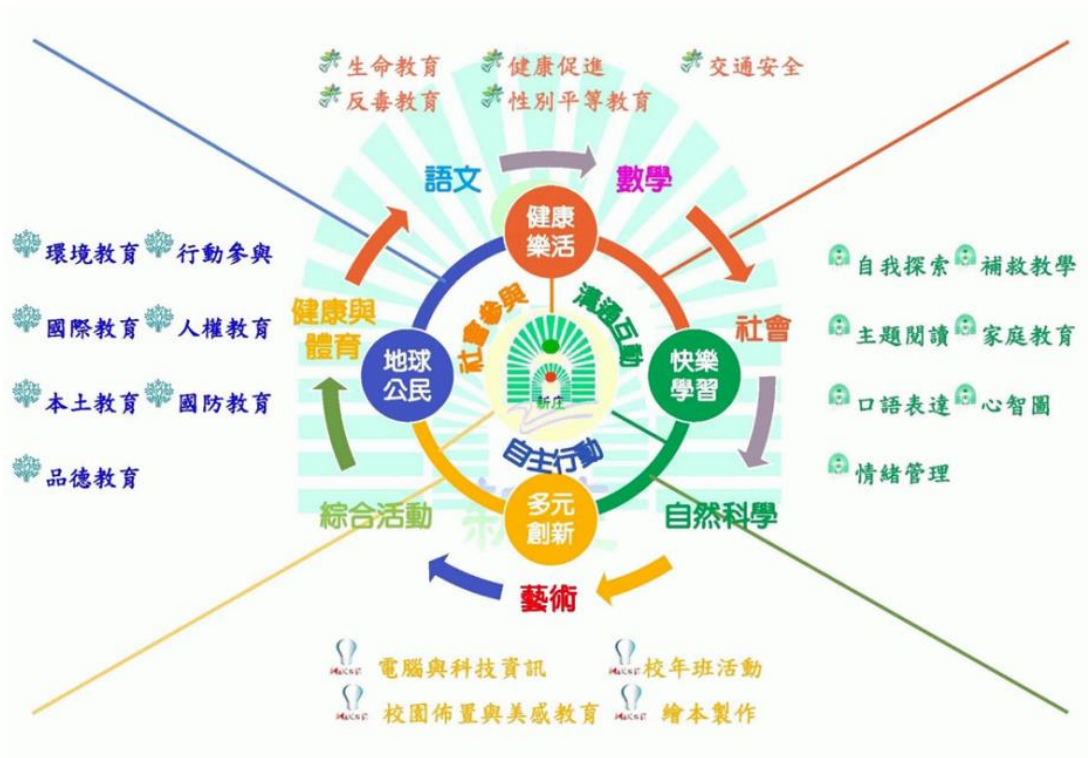 生命教育 健康促進 交通安全
反毒教育 性別平等教育
語文 數學
健康
樂活
環境教育 行動參與
國際教育 人權教育
本土教育 國防教育
品德教育
健康與
體育
社會參與
溝通互動
自主行動
地球
公民
新庄
快樂
學習
社會
自我探索 補救教學
主題閱讀 家庭教育
口語表達 心智圖
情緒管理
綜合活動
多元
創新
自然科學
藝術
電腦與科技資訊 校年班活動
校園佈置與美感教育 繪本製作